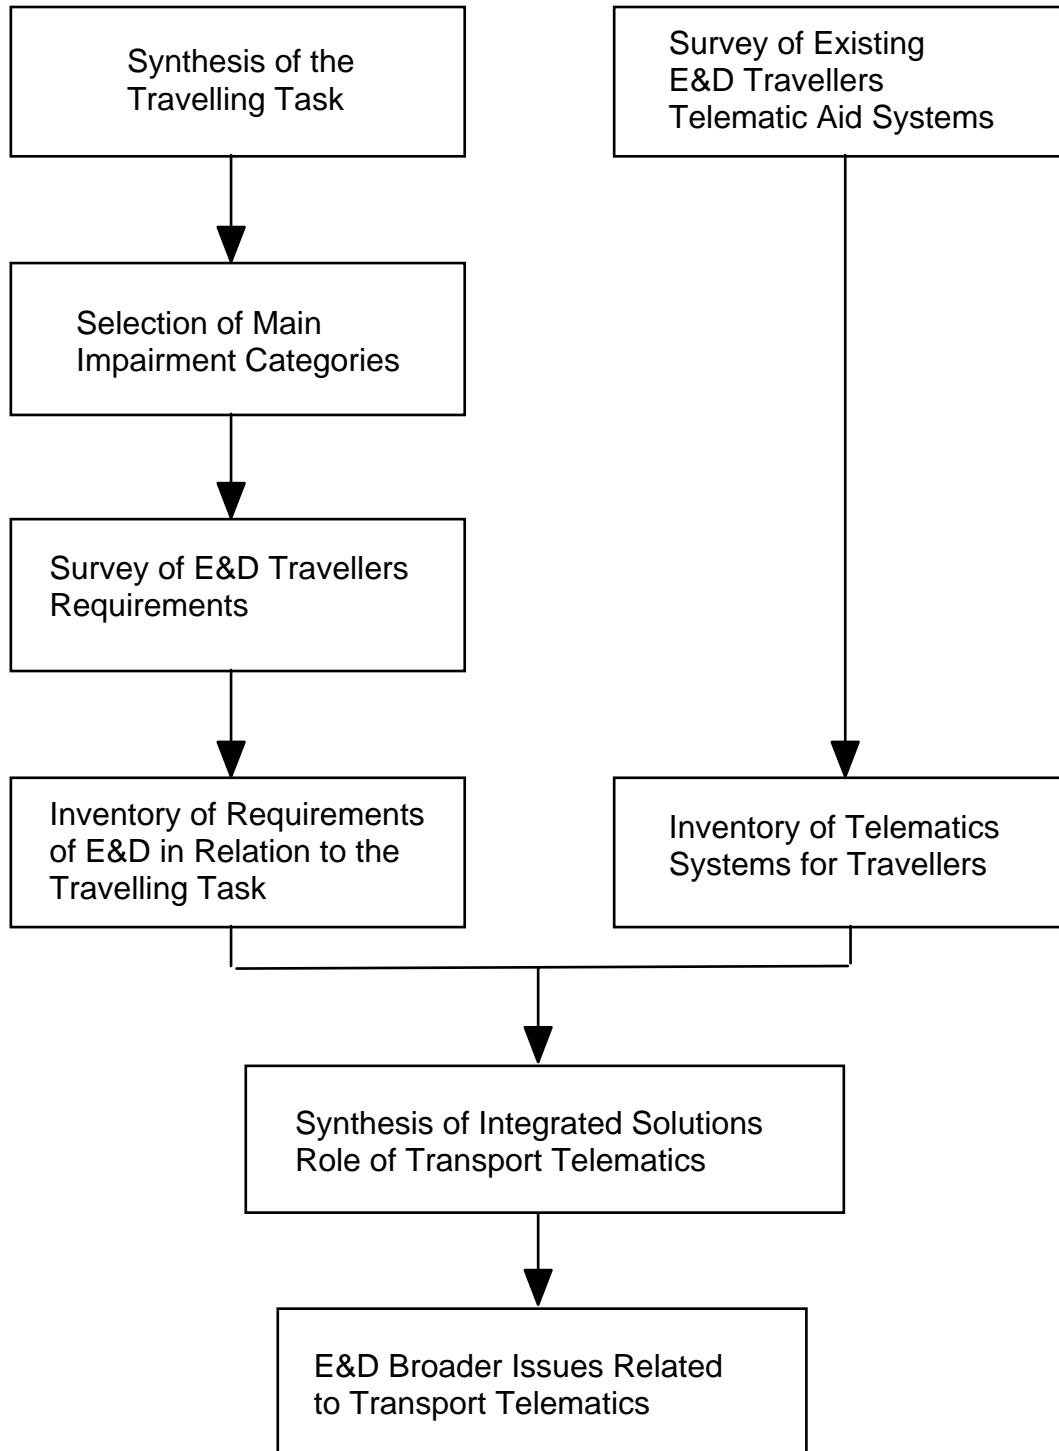 Synthesis of the
Travelling Task
Survey of Existing
E&D Travellers
Telematic Aid Systems
Selection of Main
Impairment Categories
Survey of E&D Travellers
Requirements
Inventory of Requirements
of E&D in Relation to the
Travelling Task
Inventory of Telematics
Systems for Travellers
Synthesis of Integrated Solutions
Role of Transport Telematics
E&D Broader Issues Related
to Transport Telematics